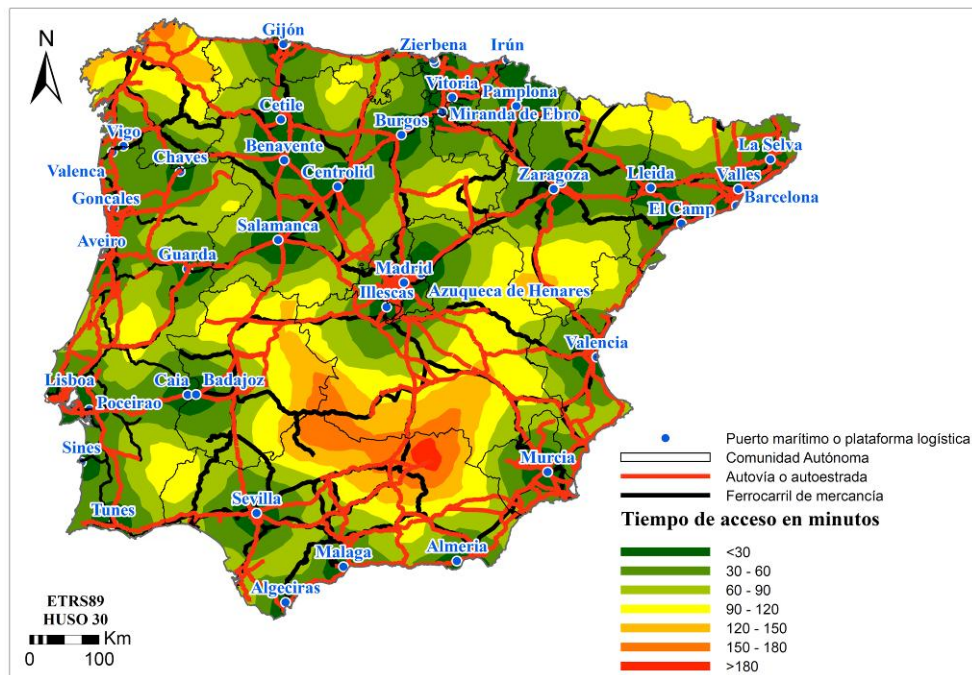 N
Gijón
Zierbena
Irún
Vitoria
Pamplona
Cetile
Miranda de Ebro
Burgos
Vigo
Benavente
La Selva
Valenca
Chaves
Centrolid
Zaragoza
Lleida
Valles
Goncales
Barcelona
El Camp
Salamanca
Aveiro
Guarda
Madrid
Illescas
Azuqueca de Henares
Valencia
Lisboa
Caia
Badajoz
Poceirao
Sines
Murcia
Tunes
Sevilla
Malaga
Almeria
Algeciras
Puerto marítimo o plataforma logística
Comunidad Autónoma
Autovía o autoestrada
Ferrocarril de mercancía
Tiempo de acceso en minutos
<30
30 - 60
60 - 90
90 - 120
120 - 150
150 - 180
>180
ETRS89
HUSO 30
Km
0 100